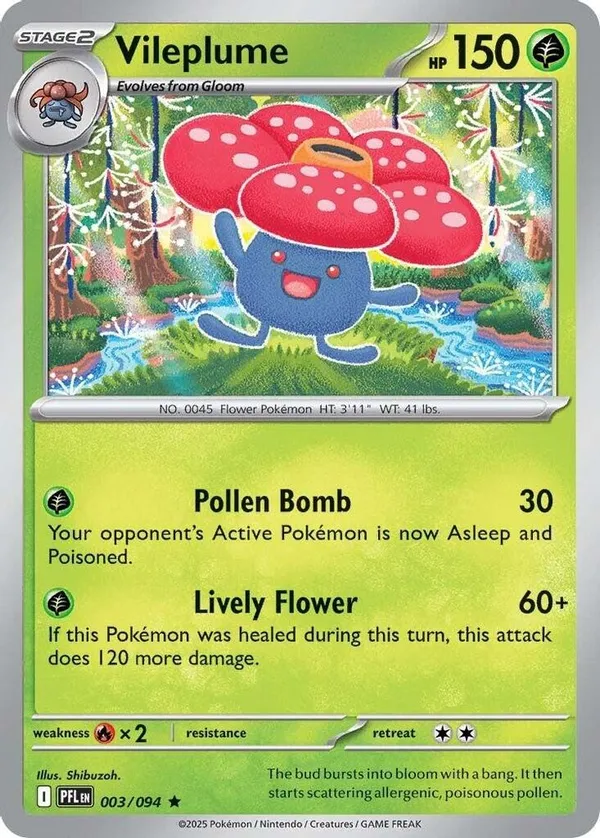 STAGE2
Vileplume
HP 150
Evolves from Gloom
NO. 0045 Flower Pokémon HT: 3'11" WT: 41 lbs.
Pollen Bomb 30
Your opponent's Active Pokémon is now Asleep and
Poisoned.
Lively Flower 60+
If this Pokémon was healed during this turn, this attack
does 120 more damage.
weakness ×2 resistance retreat
Illus. Shibuzoh.
The bud bursts into bloom with a bang. It then
starts scattering allergenic, poisonous pollen.
I PFL EN 003/094 ★
©2025 Pokémon / Nintendo / Creatures / GAME FREAK